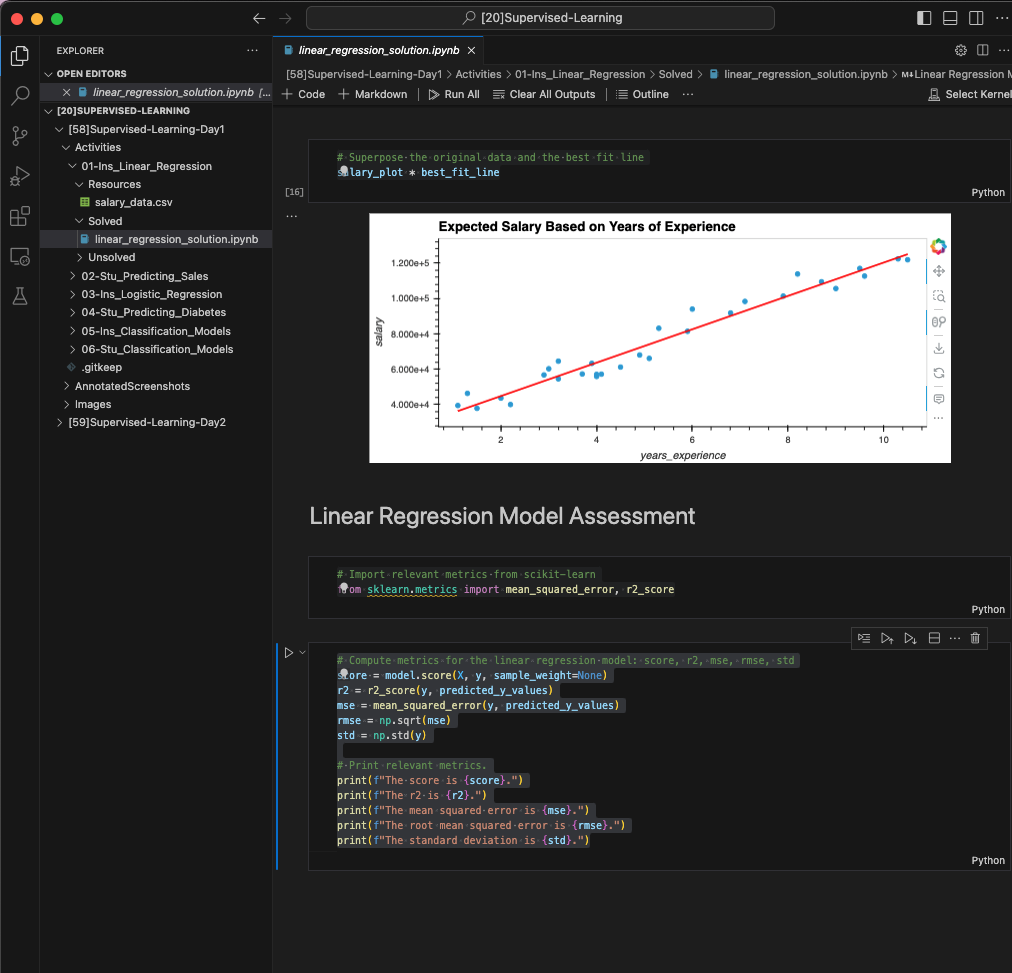 [20]Supervised-Learning
EXPLORER
OPEN EDITORS
linear_regression_solution.ipynb [...
[20]SUPERVISED-LEARNING
[58]Supervised-Learning-Day1
Activities
01-Ins_Linear_Regression
Resources
salary_data.csv
Solved
linear_regression_solution.ipynb
Unsolved
02-Stu_Predicting_Sales
03-Ins_Logistic_Regression
04-Stu_Predicting_Diabetes
05-Ins_Classification_Models
06-Stu_Classification_Models
.gitkeep
AnnotatedScreenshots
Images
[59]Supervised-Learning-Day2
linear_regression_solution.ipynb
[58]Supervised-Learning-Day1 > Activities > 01-Ins_Linear_Regression > Solved > linear_regression_solution.ipynb > M↓Linear Regression M
+ Code + Markdown Run All Clear All Outputs Outline ... Select Kernel
# Superpose the original data and the best fit line
salary_plot * best_fit_line
[16]
Python
Expected Salary Based on Years of Experience
salary
1.200e+5
1.000e+5
8.000e+4
6.000e+4
4.000e+4
2 4 6 8 10
years_experience
Linear Regression Model Assessment
# Import relevant metrics from scikit-learn
from sklearn.metrics import mean_squared_error, r2_score
Python
# Compute metrics for the linear regression model: score, r2, mse, rmse, std
score = model.score(X, y, sample_weight=None)
r2 = r2_score(y, predicted_y_values)
mse = mean_squared_error(y, predicted_y_values)
rmse = np.sqrt(mse)
std = np.std(y)
# Print relevant metrics.
print(f"The score is {score}.")
print(f"The r2 is {r2}.")
print(f"The mean squared error is {mse}.")
print(f"The root mean squared error is {rmse}.")
print(f"The standard deviation is {std}.")
Python